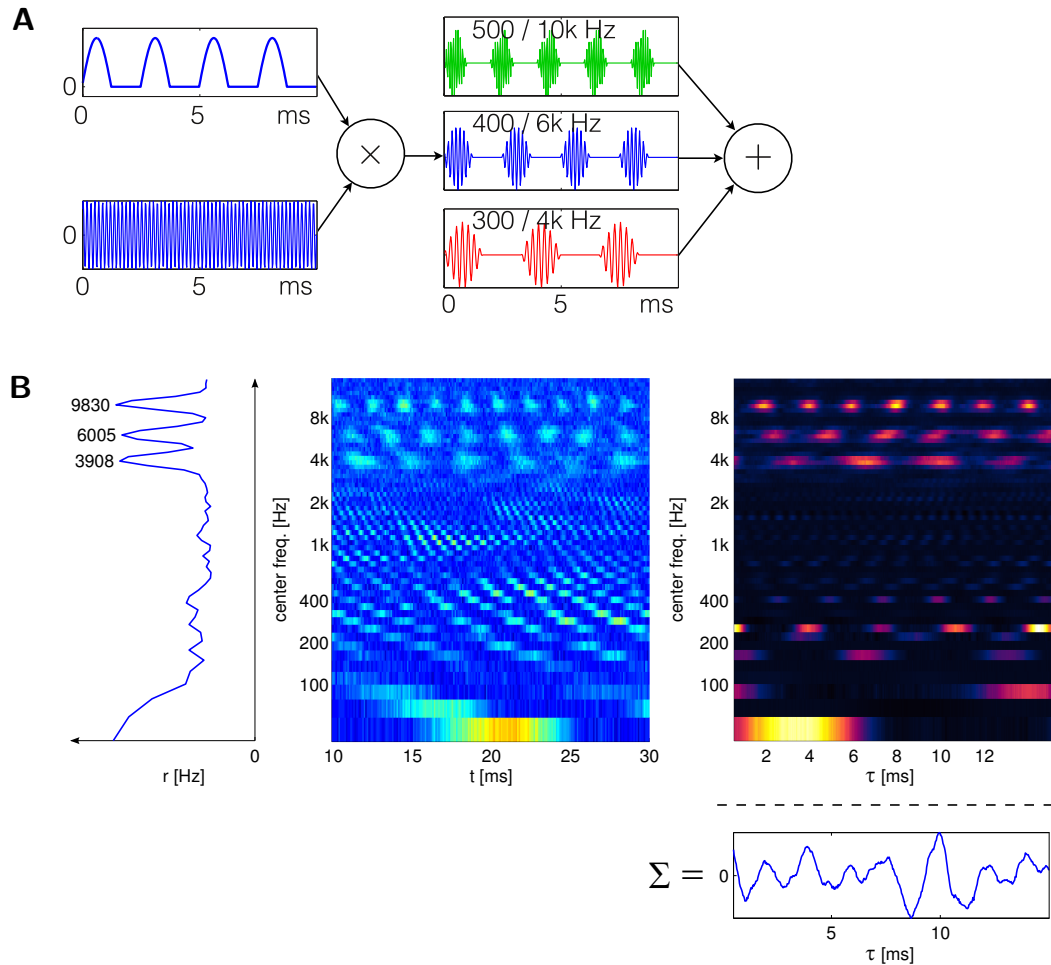 A
0
0 5 ms
0
0 5 ms
×
500 / 10k Hz
400 / 6k Hz
300 / 4k Hz
0 5 ms
+
B
9830
6005
3908
r [Hz]
0
center freq. [Hz]
8k
4k
2k
1k
400
200
100
10 15 20 25 30
t [ms]
center freq. [Hz]
8k
4k
2k
1k
400
200
100
2 4 6 8 10 12
τ [ms]
Σ =
0
5 10
τ [ms]